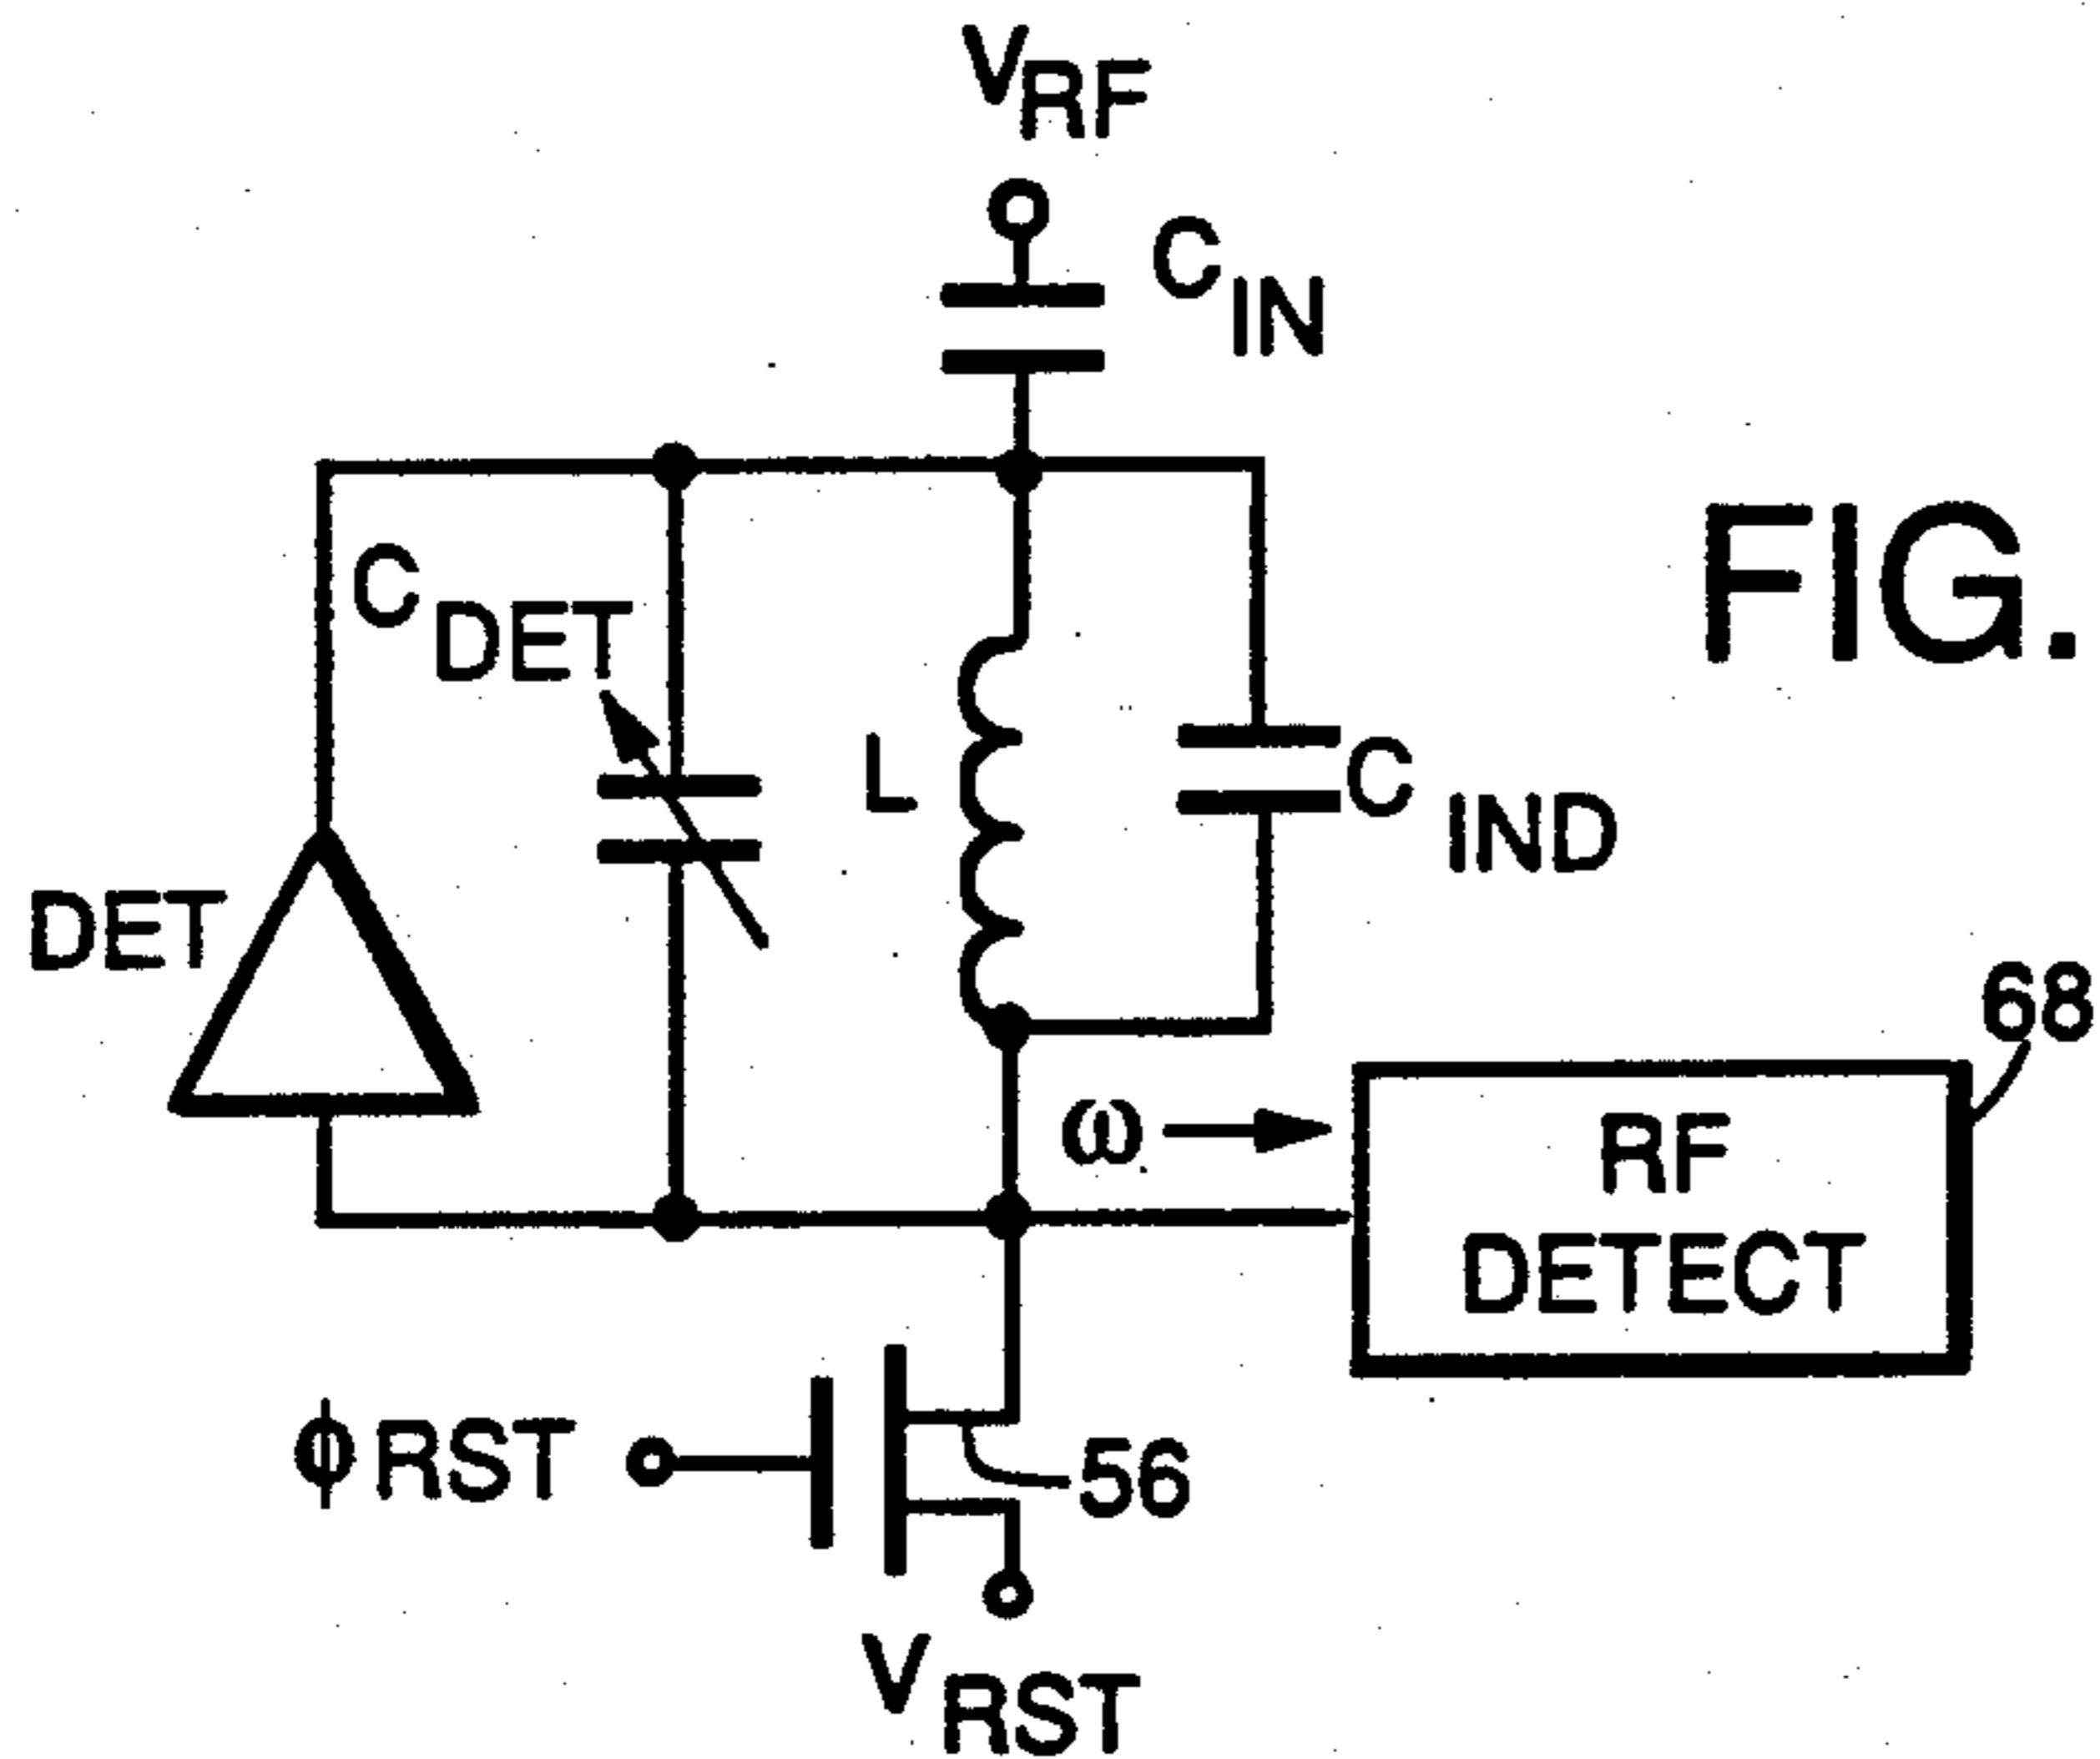 VRF
CIN
FIG.
CDET
L
CIND
DET
68
ω
RF
DETECT
ϕRST
56
VRST